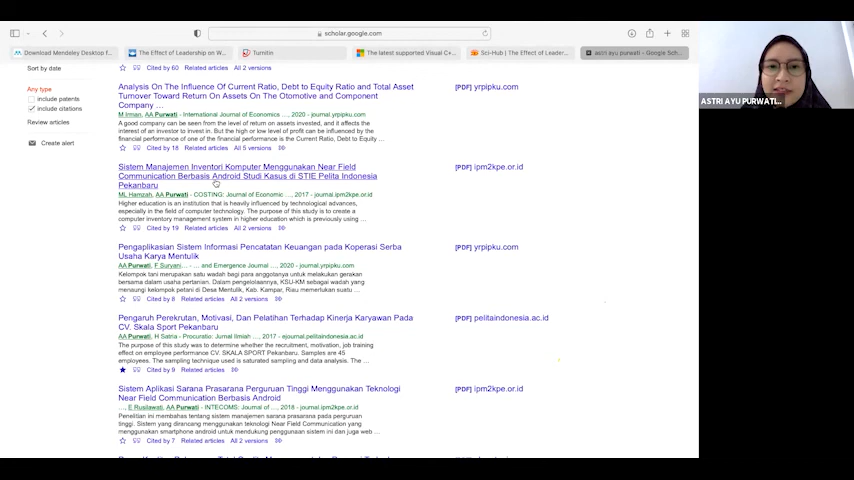 scholar.google.com
Download Mendeley Desktop f...
The Effect of Leadership on W...
Turnitin
The latest supported Visual C+...
Sci-Hub | The Effect of Leader...
astri ayu purwati - Google Sch...
Sort by date
Any type
include patents
include citations
Review articles
Create alert
Cited by 60 Related articles All 2 versions
Analysis On The Influence Of Current Ratio, Debt to Equity Ratio and Total Asset
Turnover Toward Return On Assets On The Otomotive and Component
Company ...
[PDF] yrpipku.com
M Irman, AA Purwati - International Journal of Economics ..., 2020 - journal.yrpipku.com
A good company can be seen from the level of return on assets invested, and it affects the
interest of an investor to invest in. But the high or low level of profit can be influenced by the
financial performance of one of the financial performance is the Current Ratio, Debt to Equity ...
Cited by 18 Related articles All 5 versions
Sistem Manajemen Inventori Komputer Menggunakan Near Field
Communication Berbasis Android Studi Kasus di STIE Pelita Indonesia
Pekanbaru
[PDF] ipm2kpe.or.id
ML Hamzah, AA Purwati - COSTING: Journal of Economic ..., 2017 - journal.ipm2kpe.or.id
Higher education is an institution that is heavily influenced by technological advances,
especially in the field of computer technology. The purpose of this study is to create a
computer inventory management system in higher education which is previously using ...
Cited by 19 Related articles All 2 versions
Pengaplikasian Sistem Informasi Pencatatan Keuangan pada Koperasi Serba
Usaha Karya Mentulik
[PDF] yrpipku.com
AA Purwati, F Suryani... - ... and Emergence Journal ..., 2020 - journal.yrpipku.com
Kelompok tani merupakan satu wadah bagi para anggotanya untuk melakukan gerakan
bersama dalam usaha pertanian. Dalam pengelolaannya, KSU-KM sebagai wadah yang
menaungi kelompok petani di Desa Mentulik, Kab. Kampar, Riau memerlukan suatu ...
Cited by 8 Related articles All 2 versions
Pengaruh Perekrutan, Motivasi, Dan Pelatihan Terhadap Kinerja Karyawan Pada
CV. Skala Sport Pekanbaru
[PDF] pelitaindonesia.ac.id
AA Purwati, H Satria - Procuratio: Jurnal Ilmiah ..., 2017 - ejournal.pelitaindonesia.ac.id
The purpose of this study was to determine whether the recruitment, motivation, job training
effect on employee performance CV. SKALA SPORT Pekanbaru. Samples are 45
employees. The sampling technique used is saturated sampling and data analysis. The ...
Cited by 9 Related articles
Sistem Aplikasi Sarana Prasarana Perguruan Tinggi Menggunakan Teknologi
Near Field Communication Berbasis Android
[PDF] ipm2kpe.or.id
..., E Rusilawati, AA Purwati - INTECOMS: Journal of ..., 2018 - journal.ipm2kpe.or.id
Penelitian ini membahas tentang sistem manajemen sarana prasarana pada perguruan
tinggi. Sistem yang dirancang menggunakan teknologi Near Field Communication yang
menggunakan smartphone android untuk mendukung penggunaan sistem ini dan juga web ...
Cited by 7 Related articles All 2 versions
ASTRI AYU PURWATI...